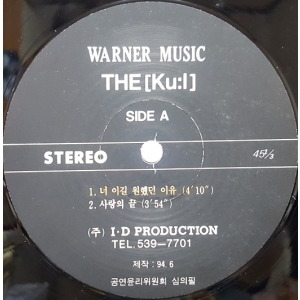 WARNER MUSIC
THE [Ku:l]
SIDE A
STEREO
45⅓
1. 너 이길 원했던 이유 (4'10")
2. 사랑의 끝 (3'54")
(주) I·D PRODUCTION
TEL. 539-7701
제작 : 94. 6
공연윤리위원회 심의필